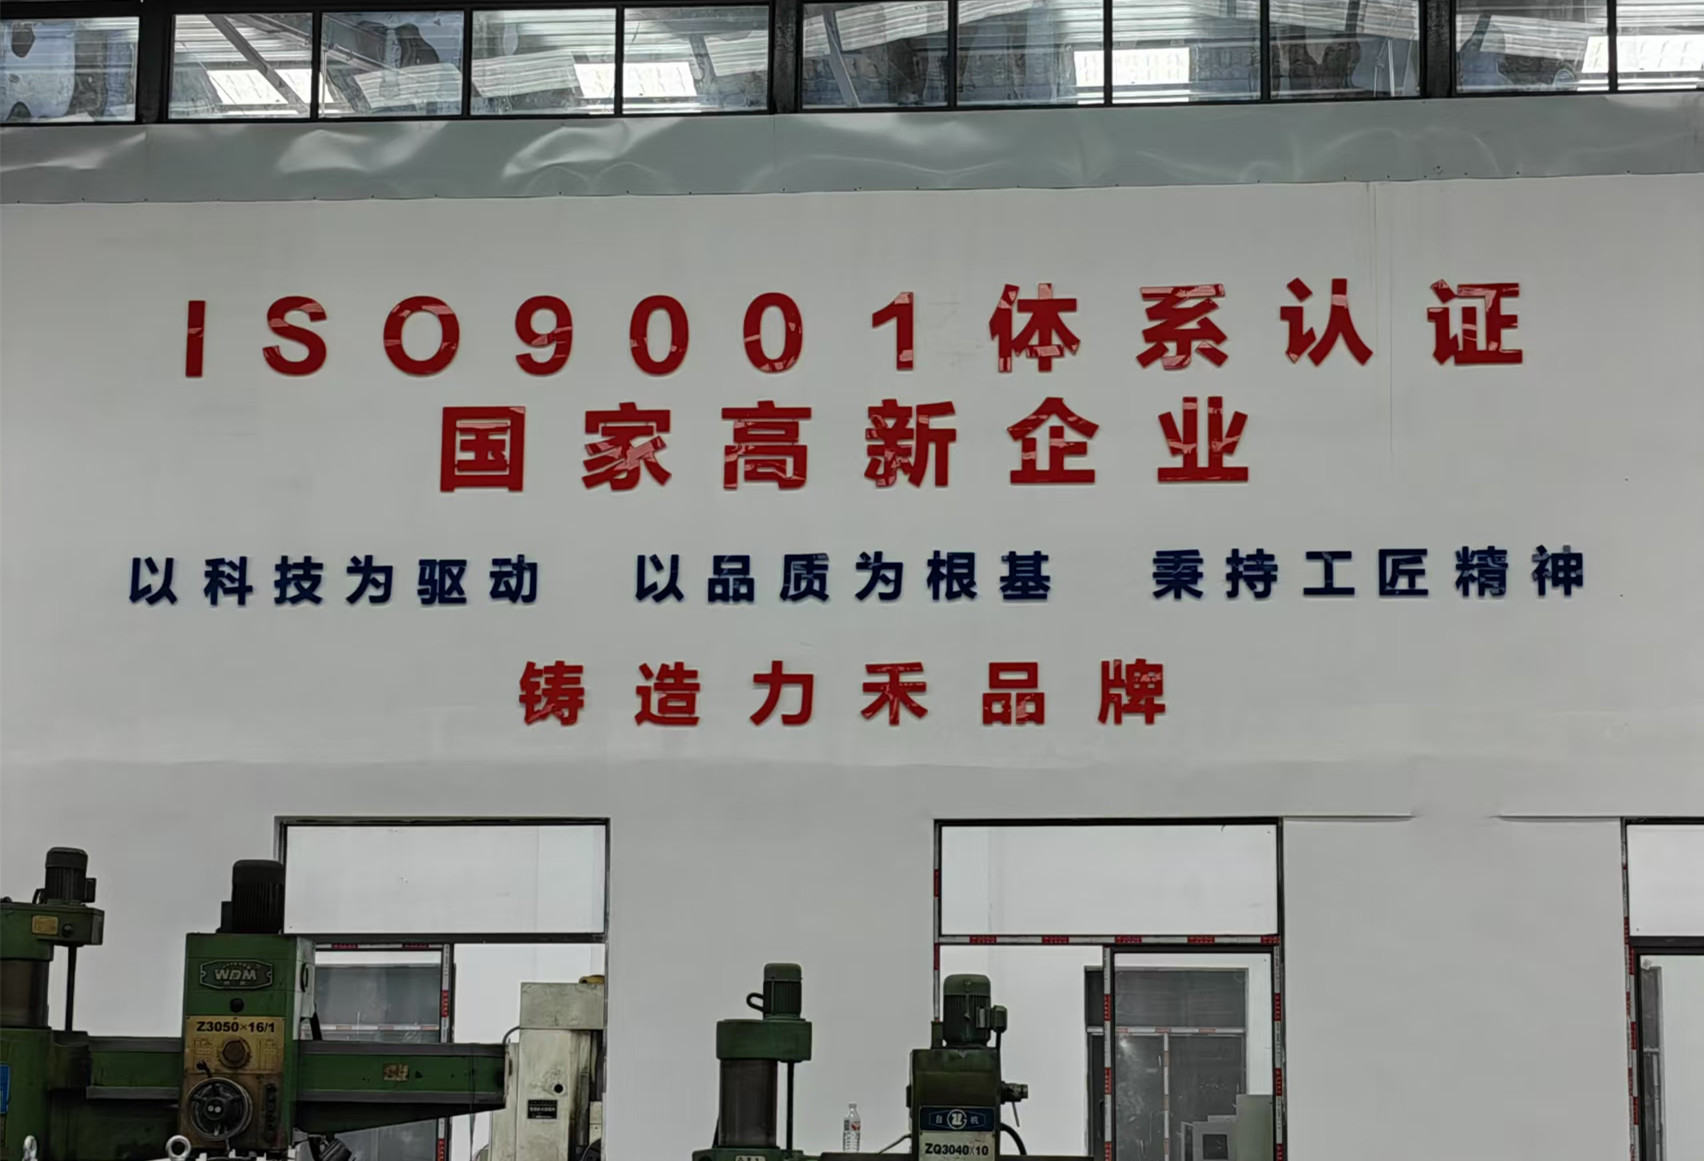 ISO9001体系认证
国家高新企业
以科技为驱动 以品质为根基 秉持工匠精神
铸造力禾品牌
WDM
Z3050×16/1
ZQ3040×10